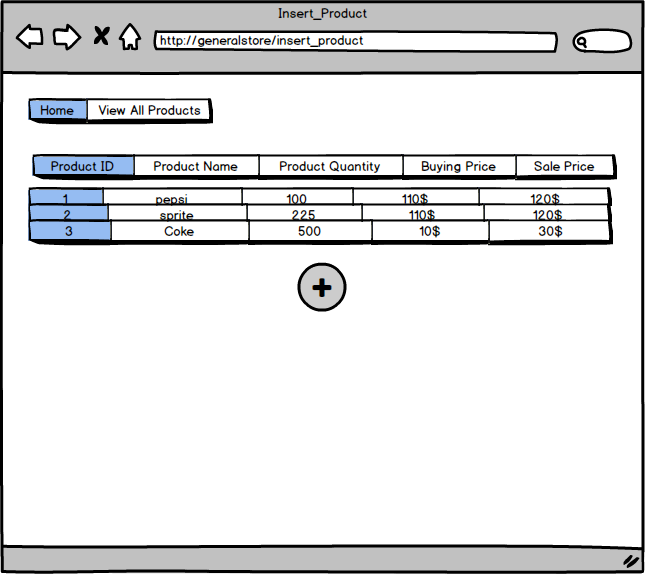 Insert_Product
http://generalstore/insert_product
Home View All Products
Product ID Product Name Product Quantity Buying Price Sale Price
1 pepsi 100 110$ 120$
2 sprite 225 110$ 120$
3 Coke 500 10$ 30$